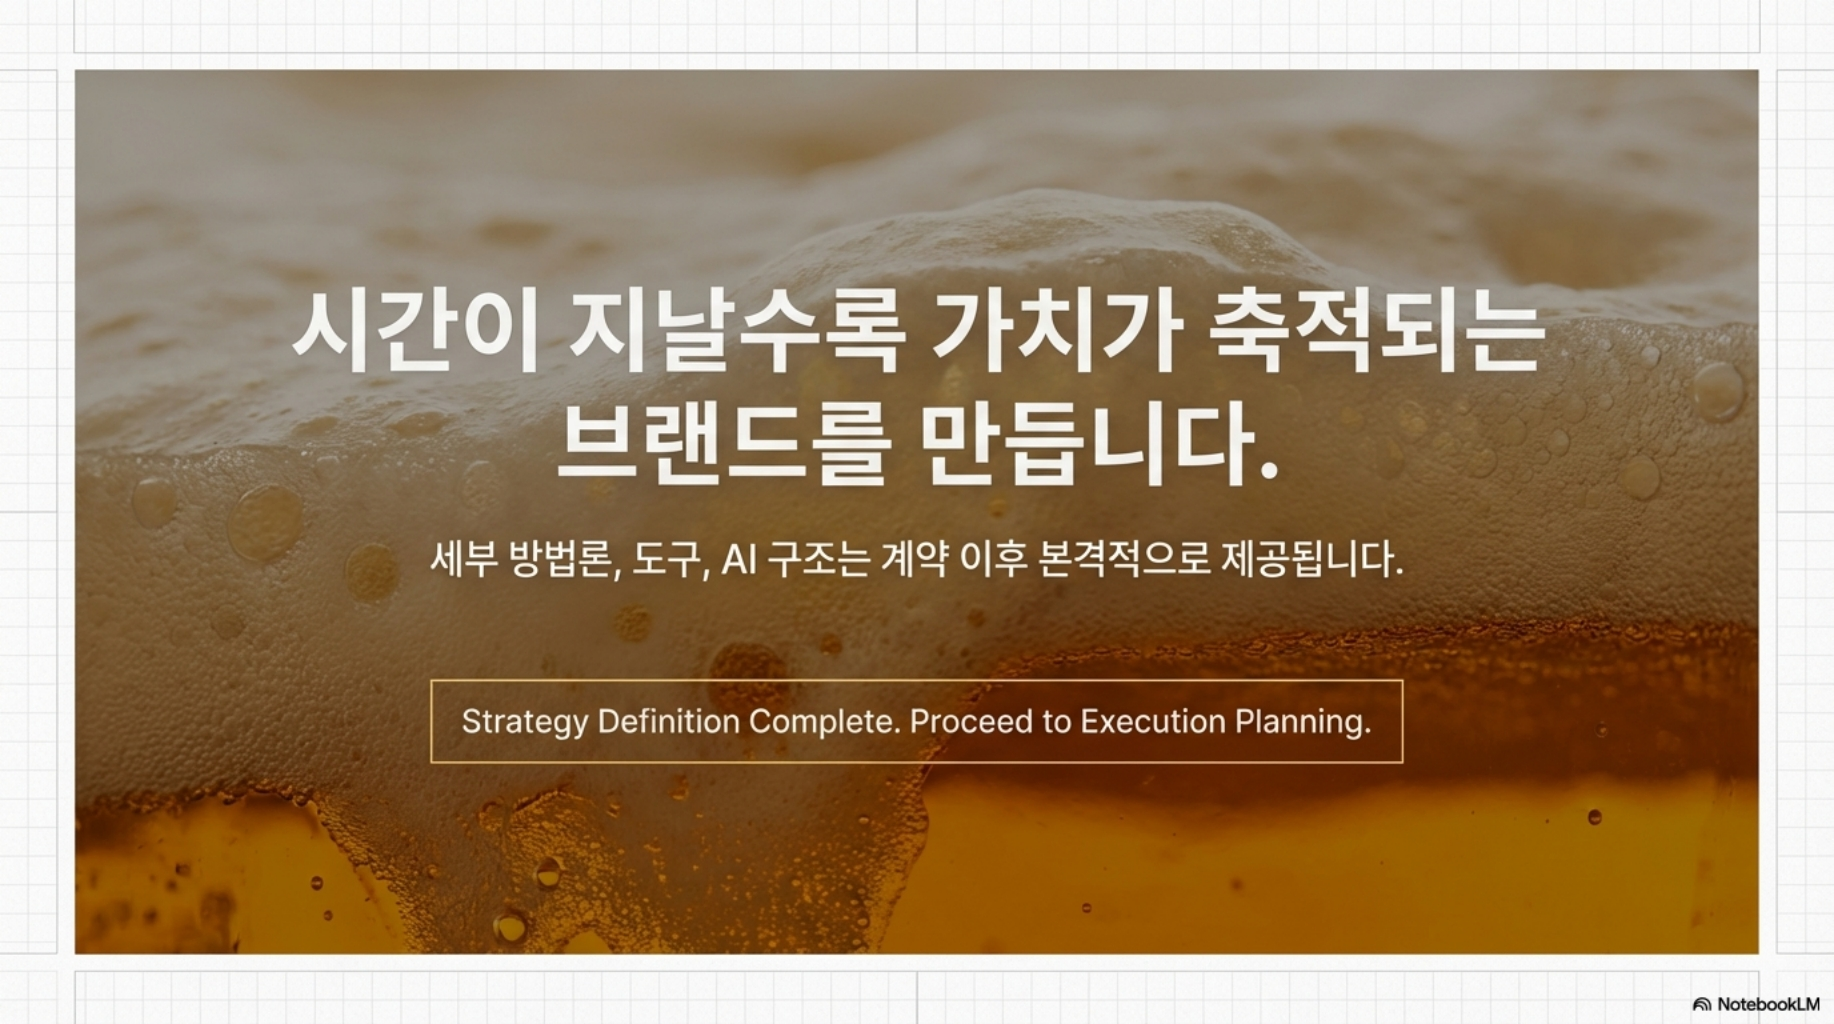 시간이 지날수록 가치가 축적되는
브랜드를 만듭니다.
세부 방법론, 도구, AI 구조는 계약 이후 본격적으로 제공됩니다.
Strategy Definition Complete. Proceed to Execution Planning.
NotebookLM